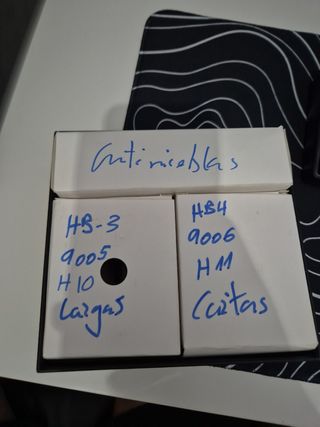 antinieblas
HB-3
9005
H10
Largas
HB4
9006
H11
Cortas